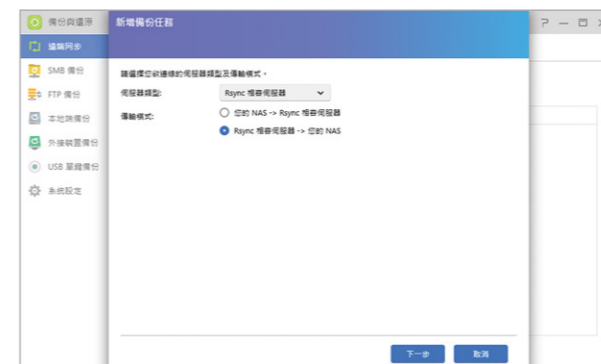 備份與還原
遠端同步
SMB 備份
FTP 備份
本地端備份
外接裝置備份
USB 單鍵備份
系統設定
新增備份任務
請選擇您欲連線的伺服器類型及傳輸模式。
伺服器類型: Rsync 相容伺服器
傳輸模式: 您的 NAS -> Rsync 相容伺服器
Rsync 相容伺服器 -> 您的 NAS
下一步 取消